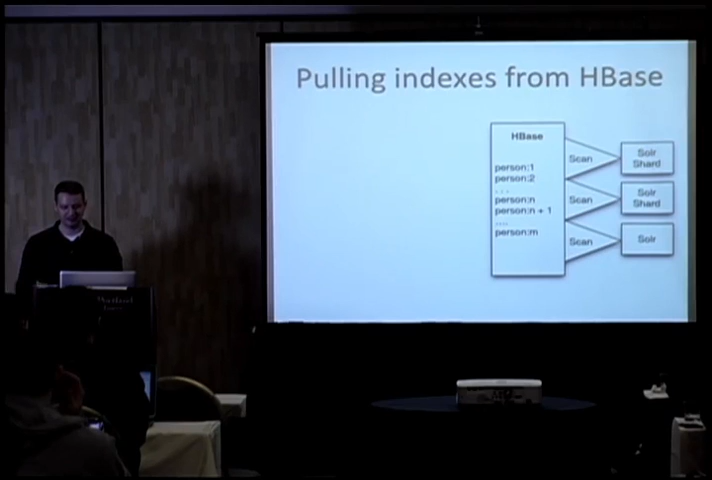 Pulling indexes from HBase
HBase
person:1
person:2
. . .
person:n
person:n + 1
....
person:m
Scan
Solr
Shard
Scan
Solr
Shard
Scan
Solr